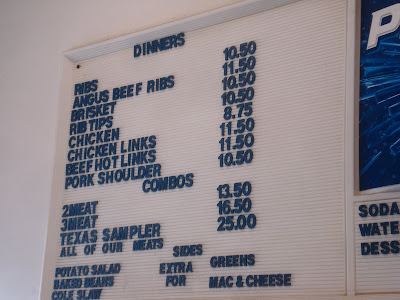 DINNERS
RIBS 10.50
ANGUS BEEF RIBS 11.50
BRISKET 10.50
RIB TIPS 10.50
CHICKEN 8.75
CHICKEN LINKS 11.50
BEEF HOT LINKS 11.50
PORK SHOULDER 10.50
COMBOS
2MEAT 13.50
3MEAT 16.50
TEXAS SAMPLER 25.00
ALL OF OUR MEATS
SIDES
POTATO SALAD EXTRA GREENS
BAKED BEANS FOR MAC & CHEESE
COLE SLAW
P
SODA
WATE
DESS